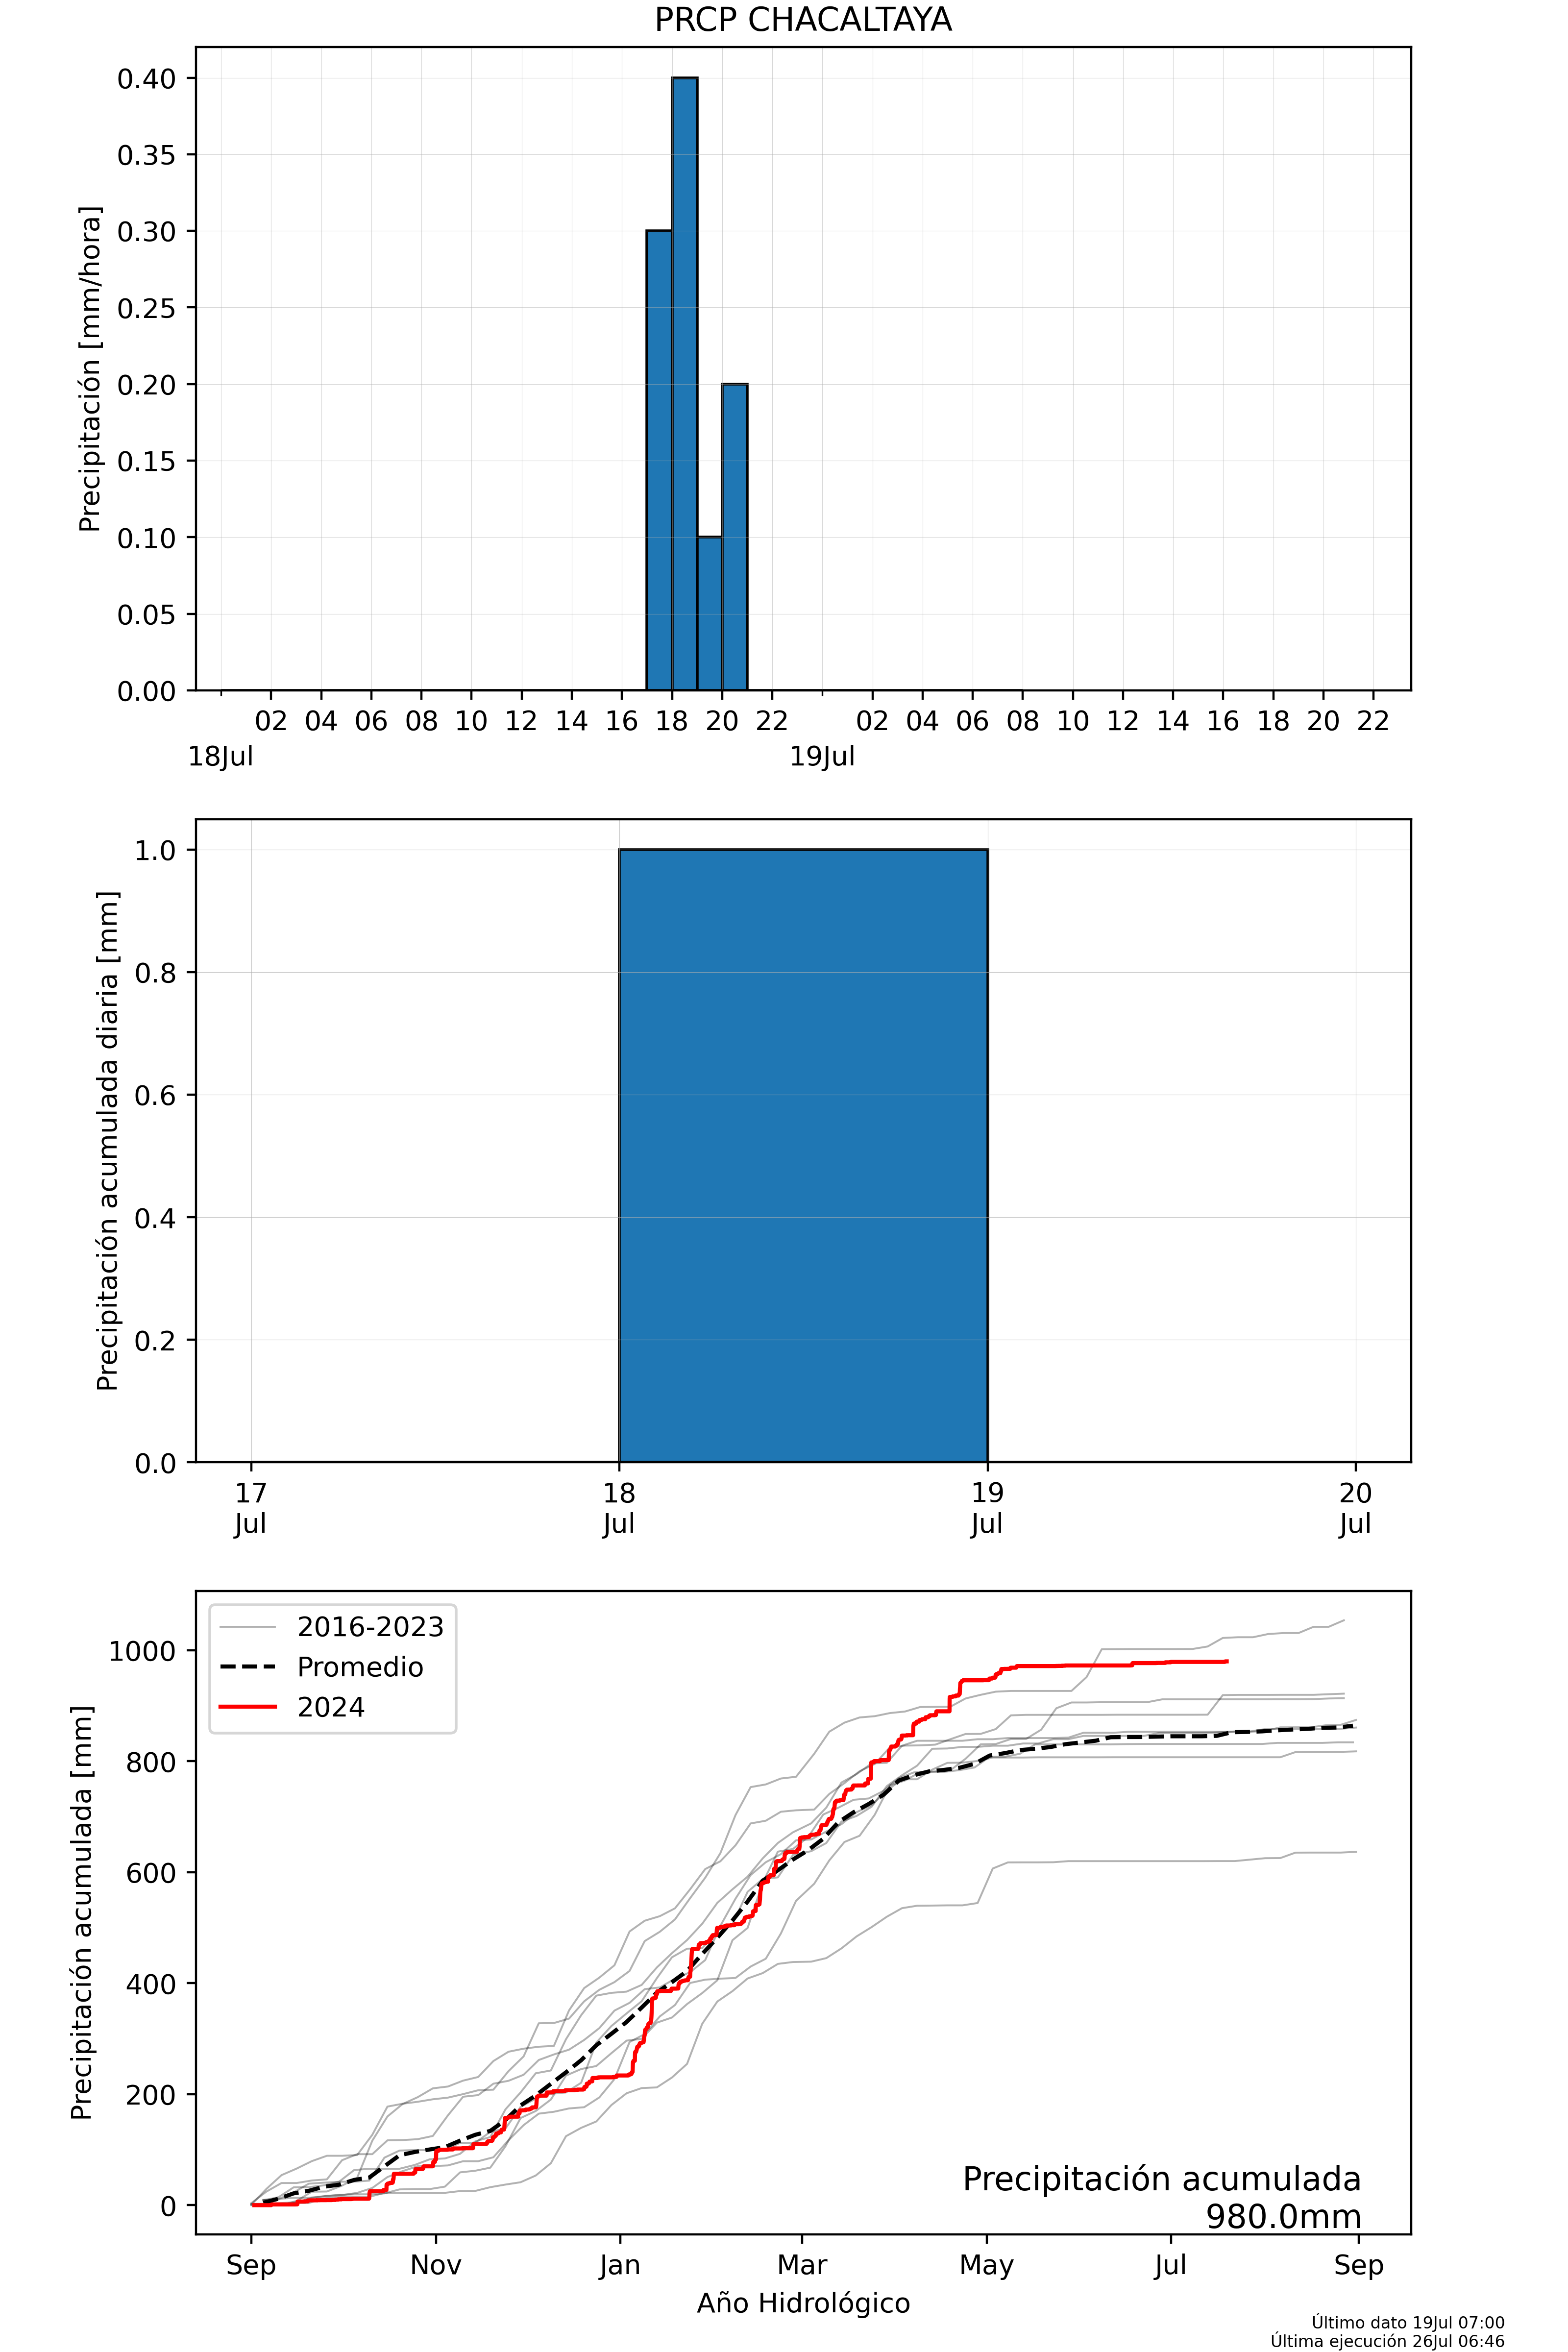 PRCP CHACALTAYA
Precipitación [mm/hora]
0.40
0.35
0.30
0.25
0.20
0.15
0.10
0.05
0.00
02 04 06 08 10 12 14 16 18 20 22 02 04 06 08 10 12 14 16 18 20 22
18Jul 19Jul
Precipitación acumulada diaria [mm]
1.0
0.8
0.6
0.4
0.2
0.0
17 18 19 20
Jul Jul Jul Jul
Precipitación acumulada [mm]
1000
800
600
400
200
0
2016-2023
Promedio
2024
Precipitación acumulada
980.0mm
Sep Nov Jan Mar May Jul Sep
Año Hidrológico
Último dato 19Jul 07:00
Última ejecución 26Jul 06:46